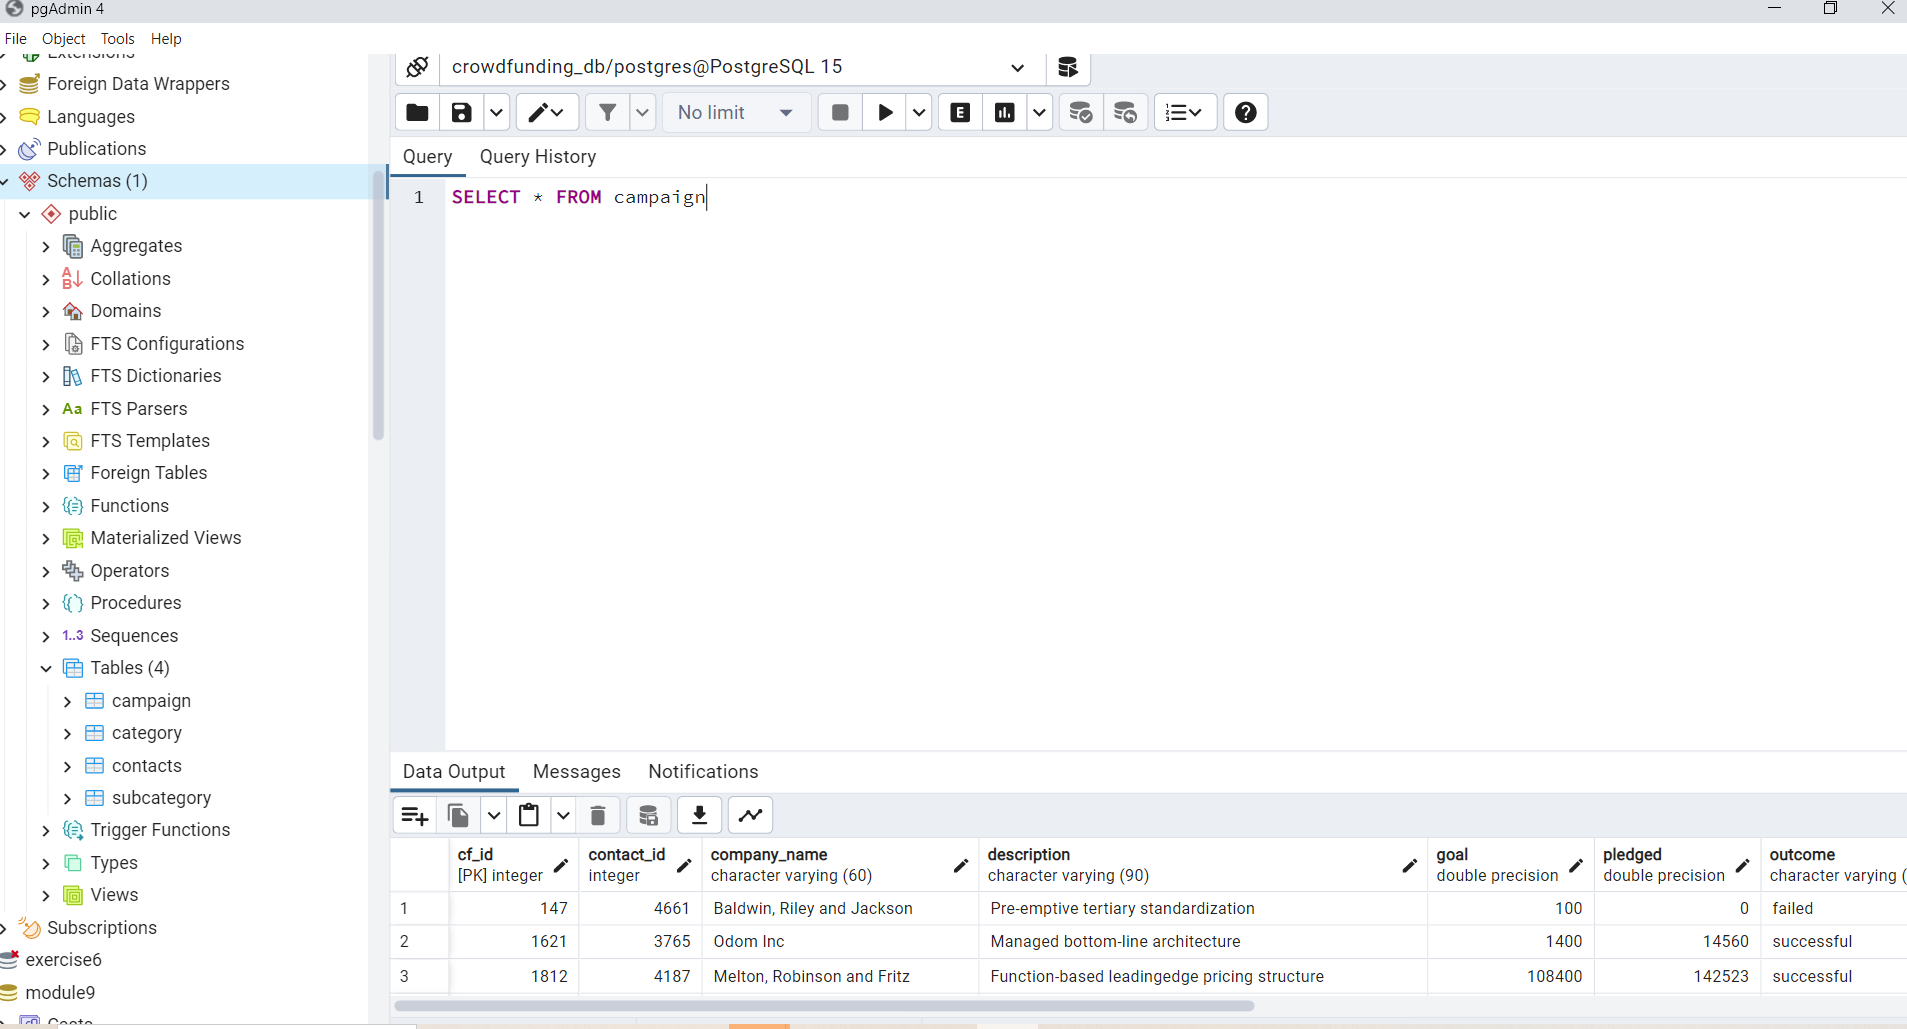 pgAdmin 4
File Object Tools Help
Extensions
Foreign Data Wrappers
Languages
Publications
Schemas (1)
public
Aggregates
Collations
Domains
FTS Configurations
FTS Dictionaries
Aa FTS Parsers
FTS Templates
Foreign Tables
Functions
Materialized Views
Operators
Procedures
1..3 Sequences
Tables (4)
campaign
category
contacts
subcategory
Trigger Functions
Types
Views
Subscriptions
exercise6
module9
Casts
crowdfunding_db/postgres@PostgreSQL 15
No limit
E
Query Query History
1 SELECT * FROM campaign
Data Output Messages Notifications
cf_id contact_id company_name description goal pledged outcome
[PK] integer integer character varying (60) character varying (90) double precision double precision character varying (
1 147 4661 Baldwin, Riley and Jackson Pre-emptive tertiary standardization 100 0 failed
2 1621 3765 Odom Inc Managed bottom-line architecture 1400 14560 successful
3 1812 4187 Melton, Robinson and Fritz Function-based leadingedge pricing structure 108400 142523 successful